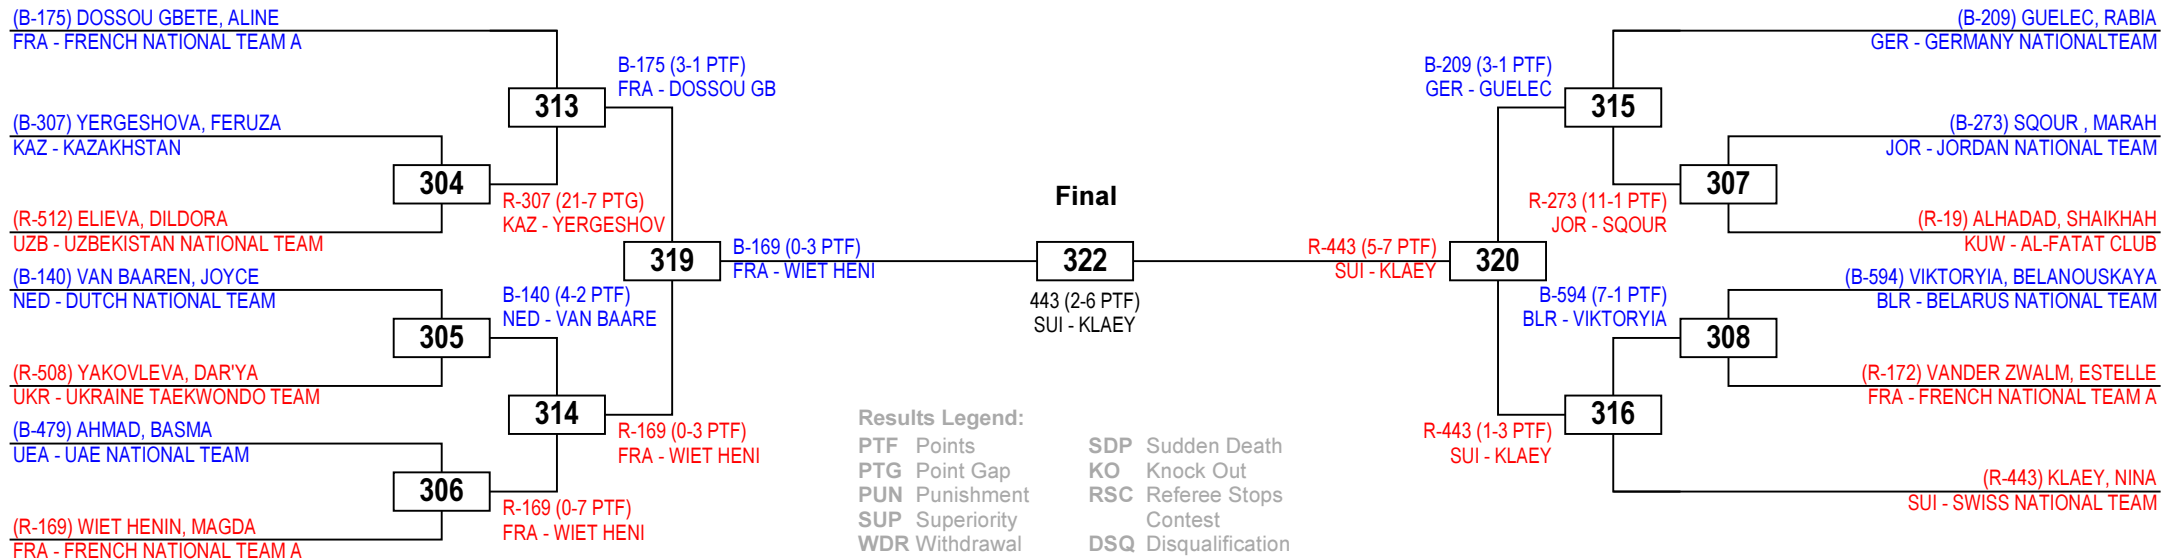 (B-175) DOSSOU GBETE, ALINE
FRA - FRENCH NATIONAL TEAM A
(B-307) YERGESHOVA, FERUZA
KAZ - KAZAKHSTAN
(R-512) ELIEVA, DILDORA
UZB - UZBEKISTAN NATIONAL TEAM
(B-140) VAN BAAREN, JOYCE
NED - DUTCH NATIONAL TEAM
(R-508) YAKOVLEVA, DAR'YA
UKR - UKRAINE TAEKWONDO TEAM
(B-479) AHMAD, BASMA
UEA - UAE NATIONAL TEAM
(R-169) WIET HENIN, MAGDA
FRA - FRENCH NATIONAL TEAM A
304
305
306
313
314
B-175 (3-1 PTF)
FRA - DOSSOU GB
R-307 (21-7 PTG)
KAZ - YERGESHOV
B-140 (4-2 PTF)
NED - VAN BAARE
R-169 (0-7 PTF)
FRA - WIET HENI
R-169 (0-3 PTF)
FRA - WIET HENI
319
B-169 (0-3 PTF)
FRA - WIET HENI
Final
322
443 (2-6 PTF)
SUI - KLAEY
Results Legend:
PTF Points
PTG Point Gap
PUN Punishment
SUP Superiority
WDR Withdrawal
SDP Sudden Death
KO Knock Out
RSC Referee Stops
Contest
DSQ Disqualification
R-443 (5-7 PTF)
SUI - KLAEY
320
B-209 (3-1 PTF)
GER - GUELEC
R-273 (11-1 PTF)
JOR - SQOUR
B-594 (7-1 PTF)
BLR - VIKTORYIA
R-443 (1-3 PTF)
SUI - KLAEY
315
316
307
308
(B-209) GUELEC, RABIA
GER - GERMANY NATIONALTEAM
(B-273) SQOUR , MARAH
JOR - JORDAN NATIONAL TEAM
(R-19) ALHADAD, SHAIKHAH
KUW - AL-FATAT CLUB
(B-594) VIKTORYIA, BELANOUSKAYA
BLR - BELARUS NATIONAL TEAM
(R-172) VANDER ZWALM, ESTELLE
FRA - FRENCH NATIONAL TEAM A
(R-443) KLAEY, NINA
SUI - SWISS NATIONAL TEAM